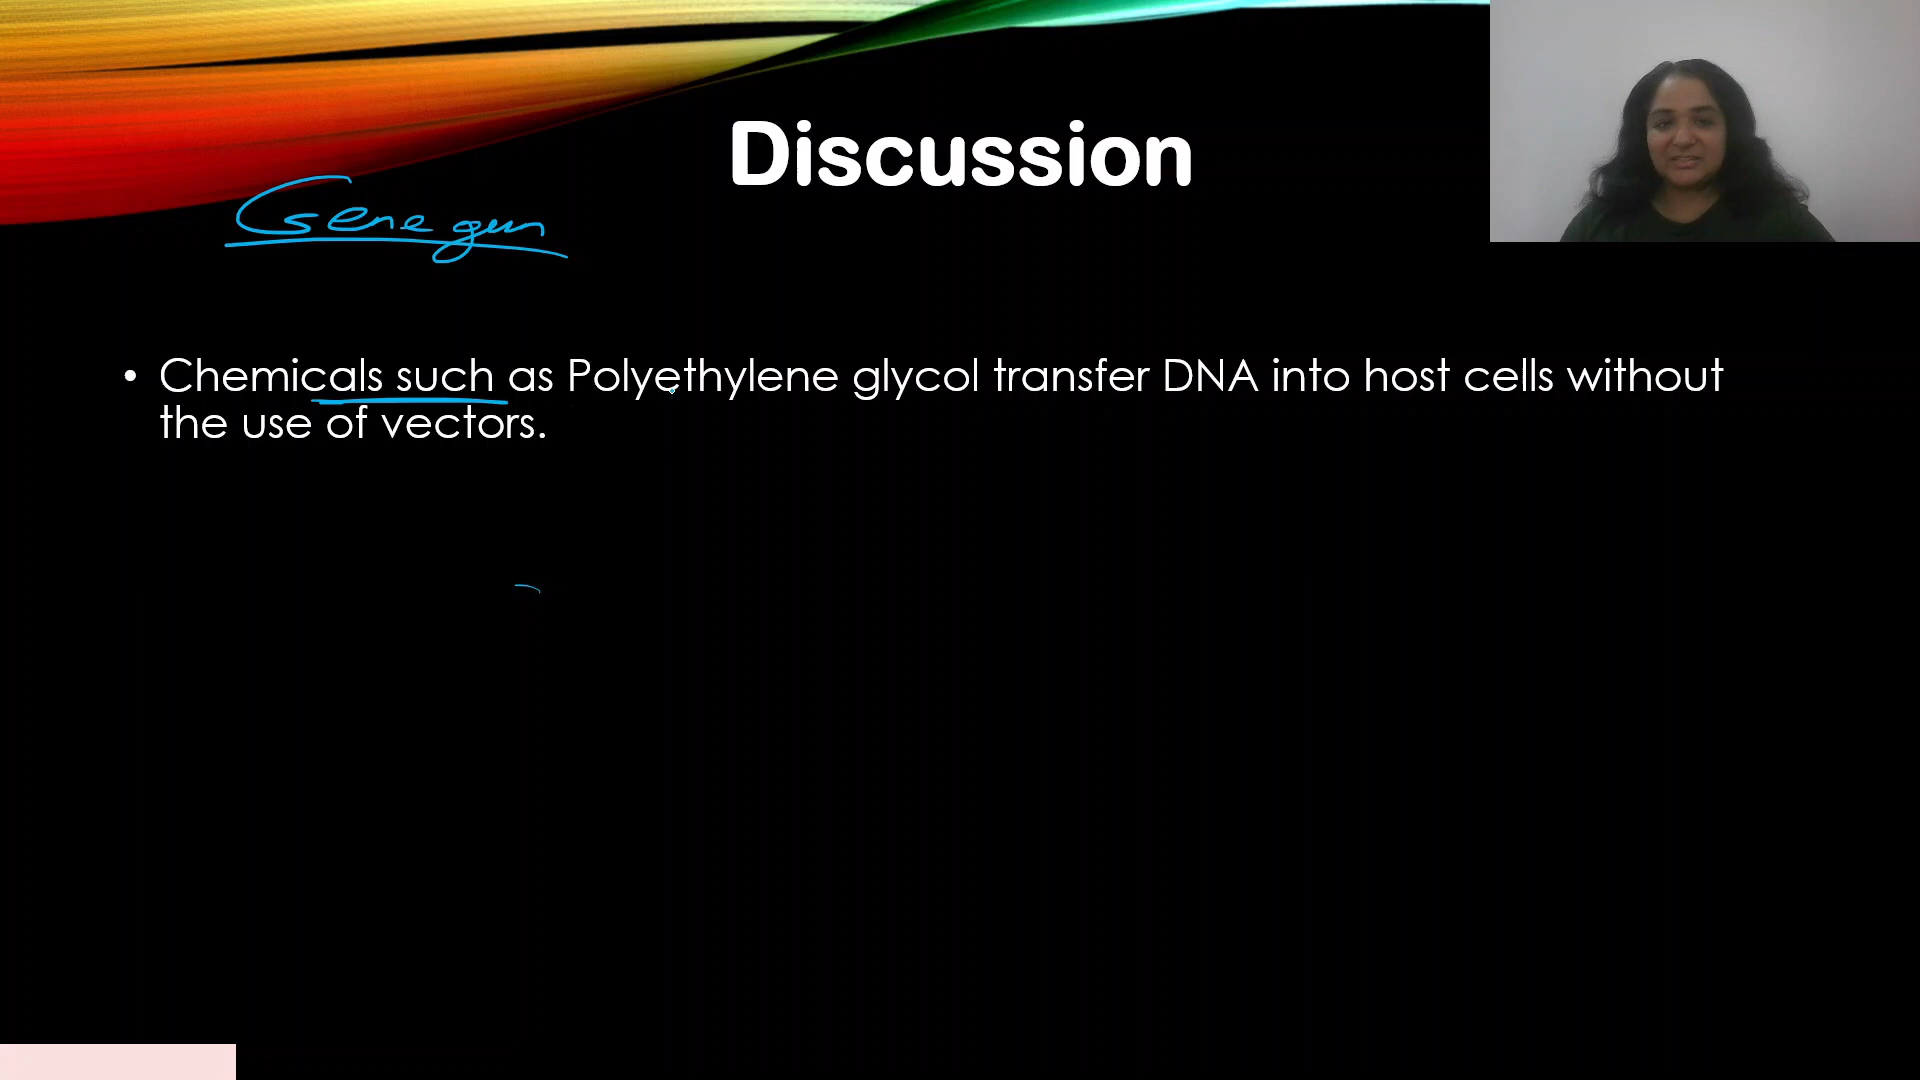 Discussion
Gene gun
• Chemicals such as Polyethylene glycol transfer DNA into host cells without
the use of vectors.